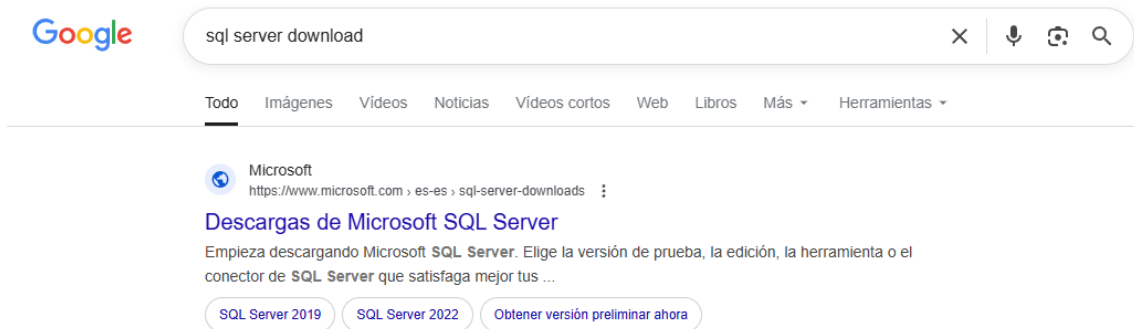 Google sql server download
Todo Imágenes Vídeos Noticias Vídeos cortos Web Libros Más Herramientas
Microsoft
https://www.microsoft.com › es-es › sql-server-downloads
Descargas de Microsoft SQL Server
Empieza descargando Microsoft SQL Server. Elige la versión de prueba, la edición, la herramienta o el
conector de SQL Server que satisfaga mejor tus ...
SQL Server 2019 SQL Server 2022 Obtener versión preliminar ahora